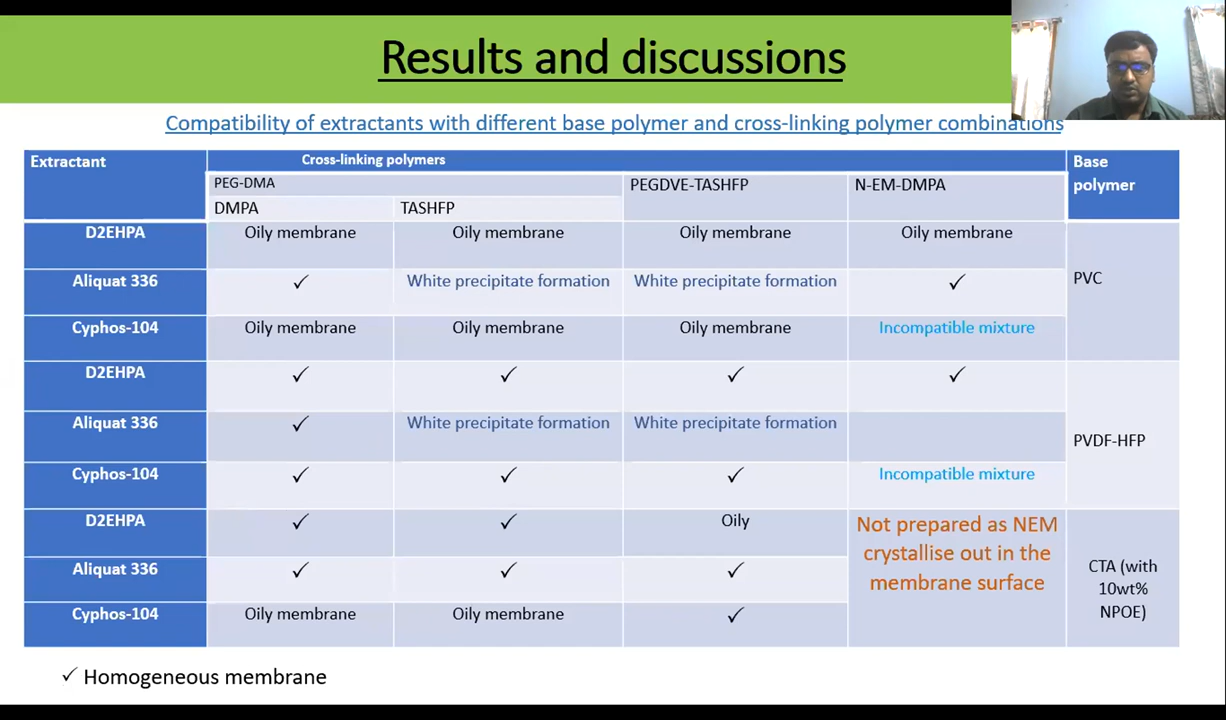 Results and discussions
Compatibility of extractants with different base polymer and cross-linking polymer combinations
Extractant Cross-linking polymers Base polymer
PEG-DMA PEGDVE-TASHFP N-EM-DMPA
DMPA TASHFP
D2EHPA Oily membrane Oily membrane Oily membrane Oily membrane PVC
Aliquat 336 ✓ White precipitate formation White precipitate formation ✓
Cyphos-104 Oily membrane Oily membrane Oily membrane Incompatible mixture
D2EHPA ✓ ✓ ✓ ✓ PVDF-HFP
Aliquat 336 ✓ White precipitate formation White precipitate formation
Cyphos-104 ✓ ✓ ✓ Incompatible mixture
D2EHPA ✓ ✓ Oily Not prepared as NEM crystallise out in the membrane surface CTA (with 10wt% NPOE)
Aliquat 336 ✓ ✓ ✓
Cyphos-104 Oily membrane Oily membrane ✓
✓ Homogeneous membrane